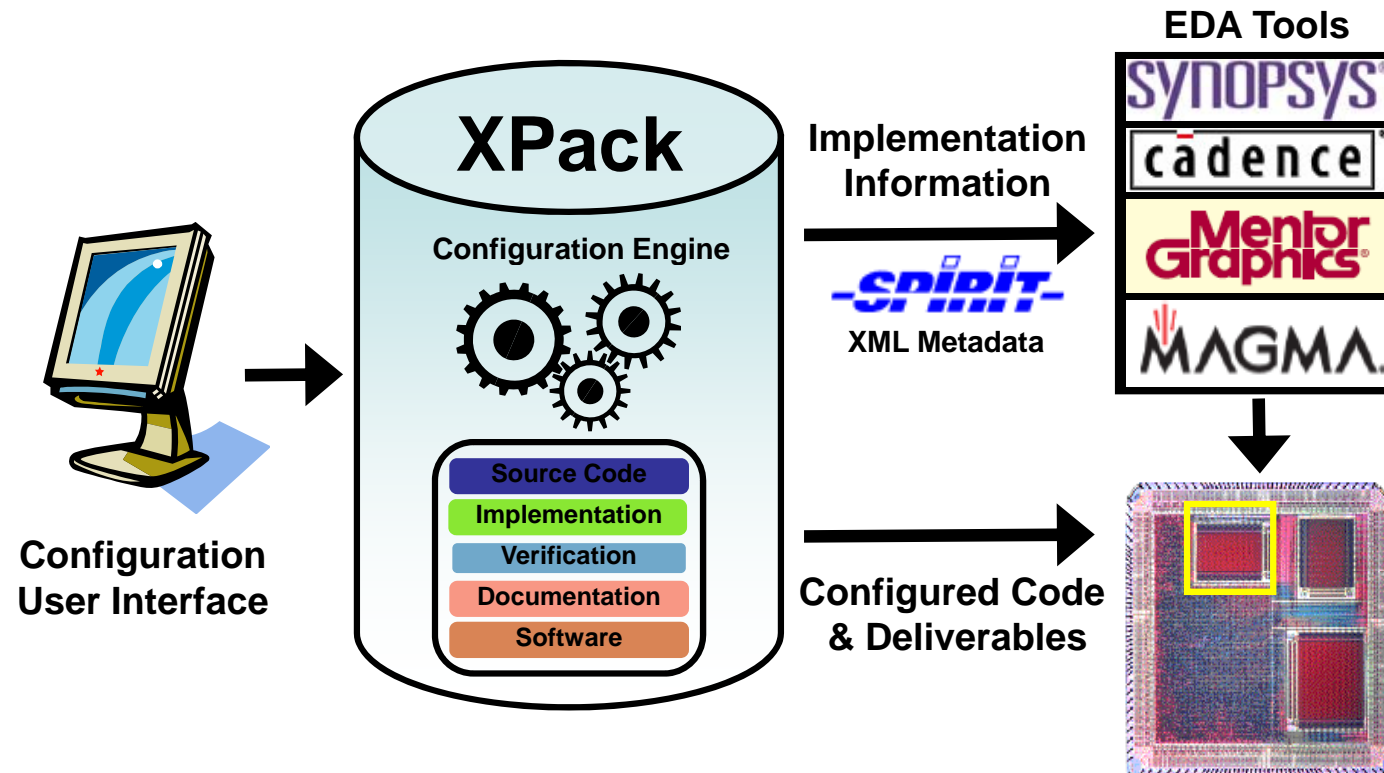 EDA Tools
SYNOPSYS®
cadence
Mentor
Graphics®
MAGMA.
XPack
Configuration Engine
Source Code
Implementation
Verification
Documentation
Software
Configuration
User Interface
Implementation
Information
-SPIRIT-
XML Metadata
Configured Code
& Deliverables